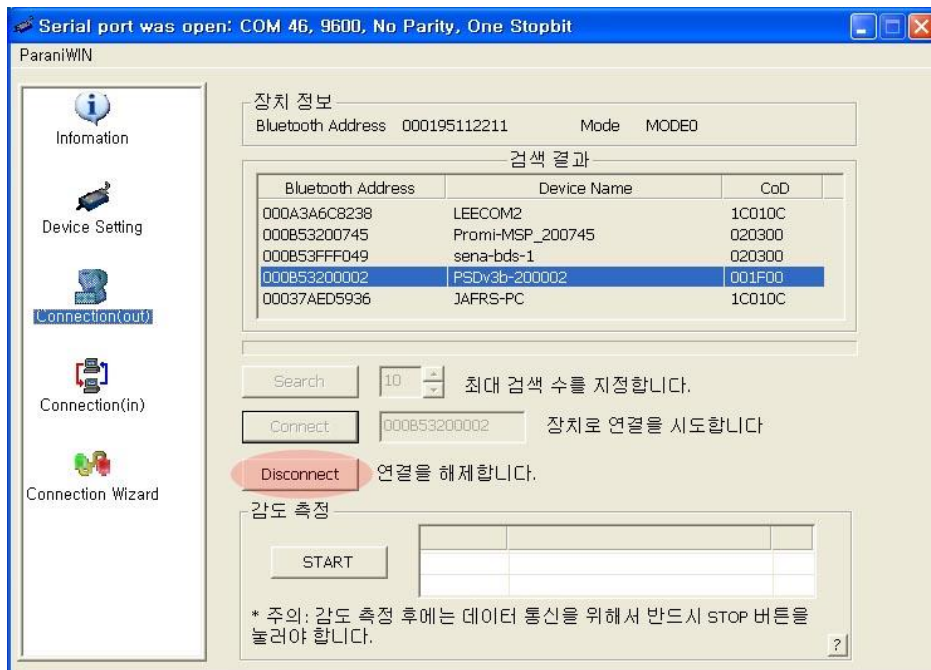 Serial port was open: COM 46, 9600, No Parity, One Stopbit
ParaniWIN
Infomation
Device Setting
Connection(out)
Connection(in)
Connection Wizard
장치 정보
Bluetooth Address 000195112211 Mode MODE0
검색 결과
Bluetooth Address Device Name CoD
000A3A6C8238 LEECOM2 1C010C
000B53200745 Promi-MSP_200745 020300
000B53FFF049 sena-bds-1 020300
000B53200002 PSDv3b-200002 001F00
00037AED5936 JAFRS-PC 1C010C
Search 10 최대 검색 수를 지정합니다.
Connect 000B53200002 장치로 연결을 시도합니다
Disconnect 연결을 해제합니다.
감도 측정
START
* 주의: 감도 측정 후에는 데이터 통신을 위해서 반드시 STOP 버튼을
눌러야 합니다.
?